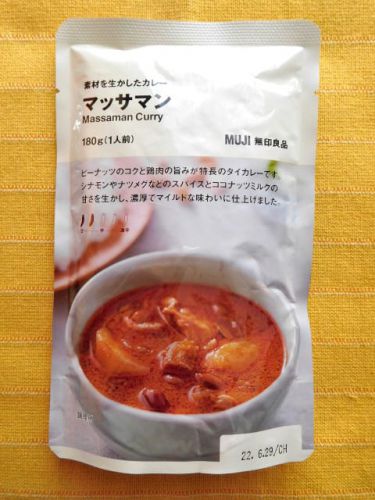 素材を生かしたカレー
マッサマン
Massaman Curry
180g(1人前)
MUJI 無印良品
ピーナッツのコクと鶏肉の旨みが特長のタイカレーです。
シナモンやナツメグなどのスパイスとココナッツミルクの
甘さを生かし、濃厚でマイルドな味わいに仕上げました。
22. 6.29/CH